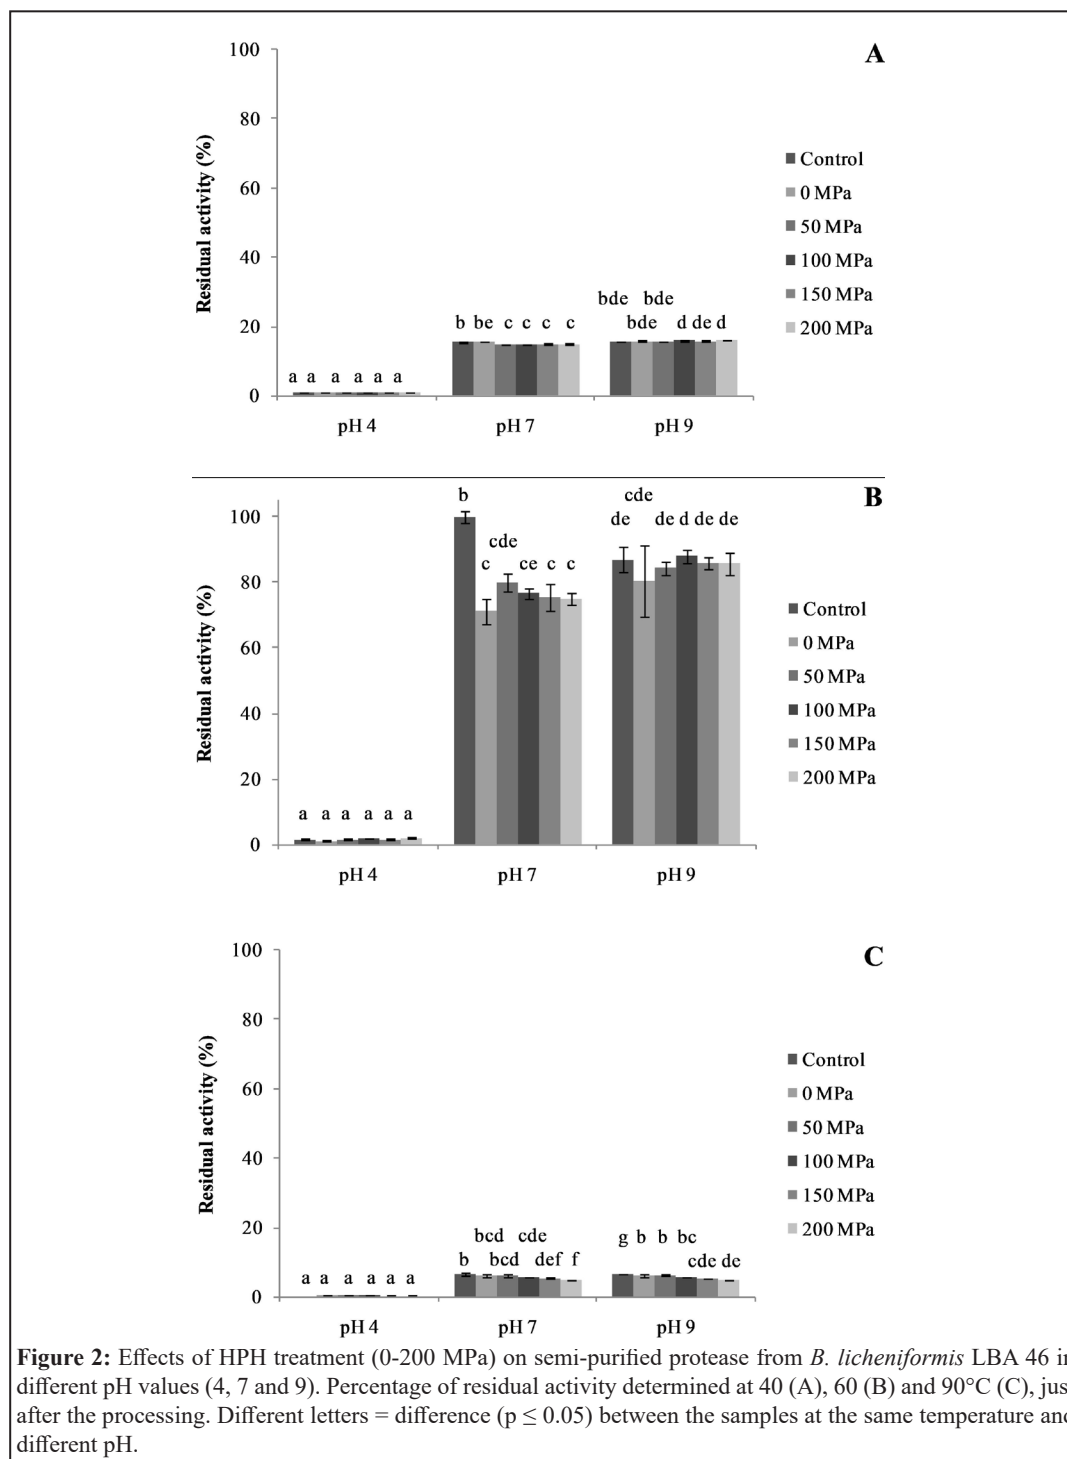 A
100
80
60
40
20
0
Residual activity (%)
bde bde
b be c c c c bde d de d
a a a a a a
pH 4 pH 7 pH 9
Control
0 MPa
50 MPa
100 MPa
150 MPa
200 MPa
B
100
80
60
40
20
0
Residual activity (%)
b cde
de de d de de
cde
c ce c c
a a a a a a
pH 4 pH 7 pH 9
Control
0 MPa
50 MPa
100 MPa
150 MPa
200 MPa
C
100
80
60
40
20
0
Residual activity (%)
bcd cde g b b bc
b bcd def f cde de
a a a a a a
pH 4 pH 7 pH 9
Control
0 MPa
50 MPa
100 MPa
150 MPa
200 MPa
Figure 2: Effects of HPH treatment (0-200 MPa) on semi-purified protease from B. licheniformis LBA 46 in
different pH values (4, 7 and 9). Percentage of residual activity determined at 40 (A), 60 (B) and 90°C (C), jus
after the processing. Different letters = difference (p ≤ 0.05) between the samples at the same temperature and
different pH.